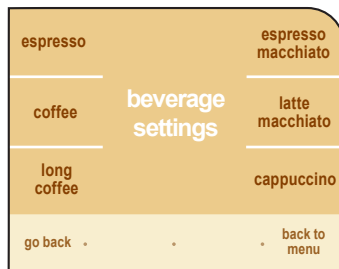 espresso
espresso
macchiato
coffee
beverage
settings
latte
macchiato
long
coffee
cappuccino
go back
back to
menu